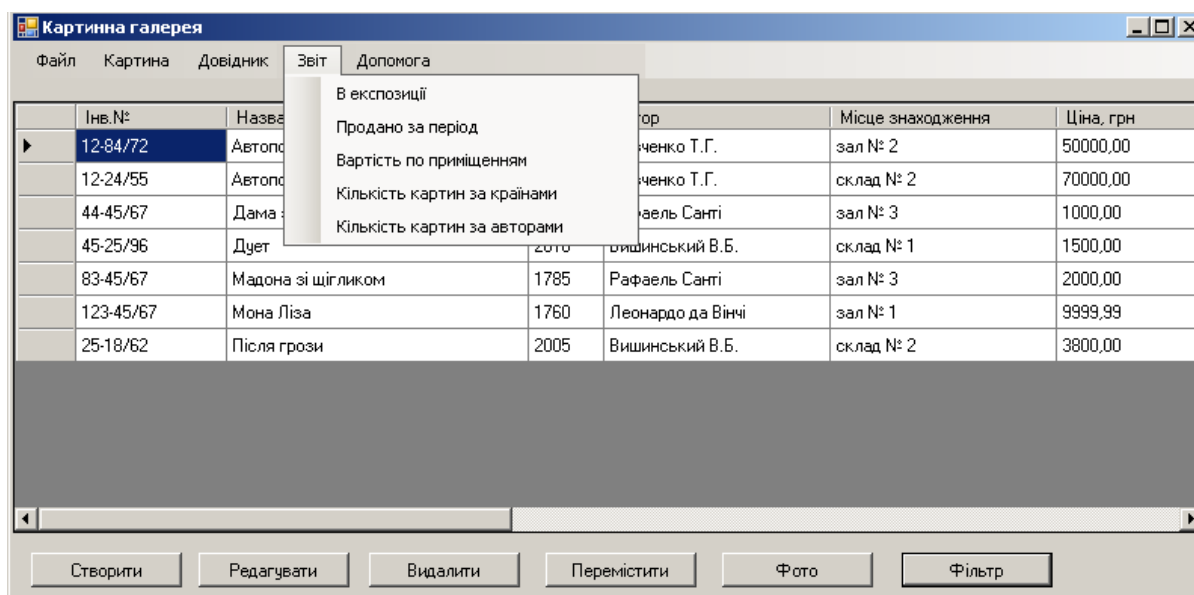 Картинна галерея
Файл Картина Довідник Звіт Допомога
В експозиції
Продано за період
Вартість по приміщенням
Кількість картин за країнами
Кількість картин за авторами
Інв.№ Назва Місце знаходження Ціна, грн
12-84/72 зал № 2 50000,00
12-24/55 склад № 2 70000,00
44-45/67 Дама Санті зал № 3 1000,00
45-25/96 Дует Вишинський В.Б. склад № 1 1500,00
83-45/67 Мадона зі щігликом 1785 Рафаель Санті зал № 3 2000,00
123-45/67 Мона Ліза 1760 Леонардо да Вінчі зал № 1 9999,99
25-18/62 Після грози 2005 Вишинський В.Б. склад № 2 3800,00
Створити Редагувати Видалити Перемістити Фото Фільтр